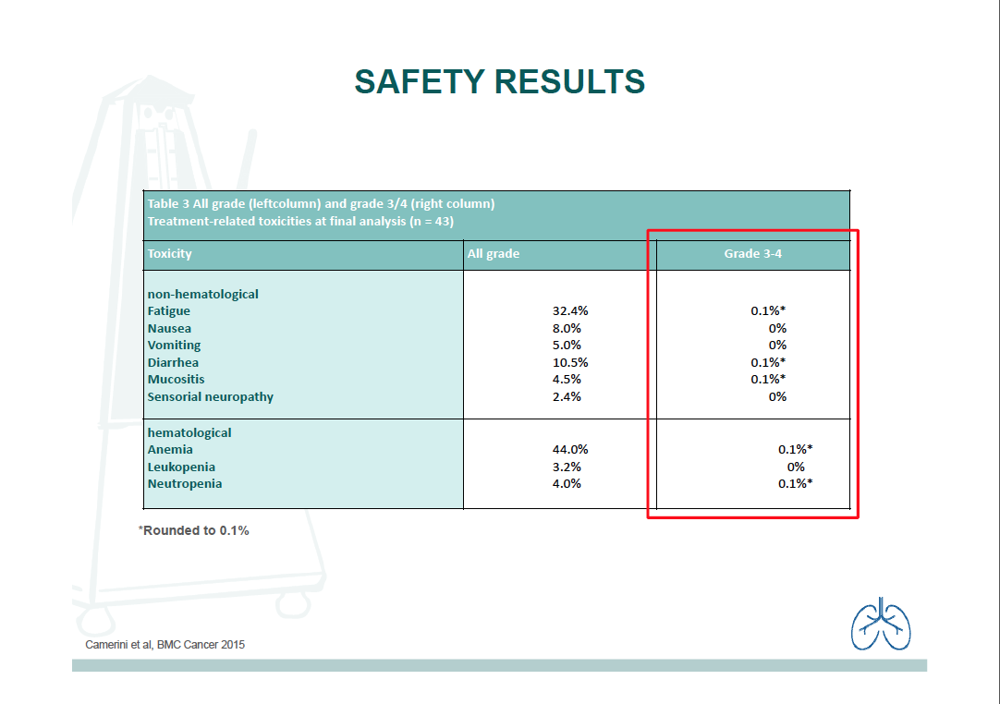 SAFETY RESULTS
Table 3 All grade (leftcolumn) and grade 3/4 (right column)
Treatment-related toxicities at final analysis (n = 43)
Toxicity All grade Grade 3-4
non-hematological
Fatigue 32.4% 0.1%*
Nausea 8.0% 0%
Vomiting 5.0% 0%
Diarrhea 10.5% 0.1%*
Mucositis 4.5% 0.1%*
Sensorial neuropathy 2.4% 0%
hematological
Anemia 44.0% 0.1%*
Leukopenia 3.2% 0%
Neutropenia 4.0% 0.1%*
*Rounded to 0.1%
Camerini et al, BMC Cancer 2015